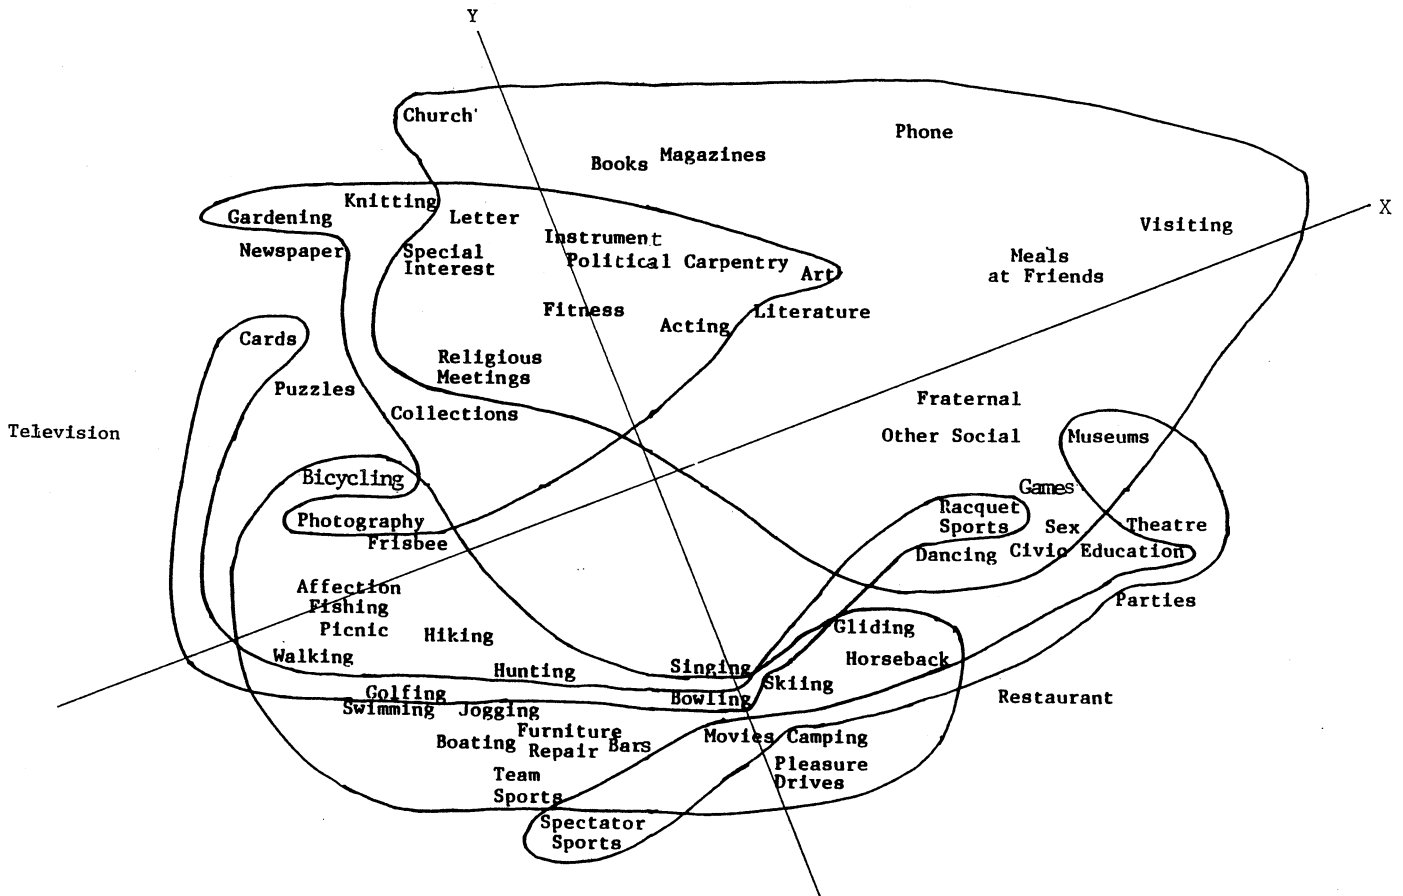 Y
Church
Phone
Books Magazines
X
Knitting
Gardening
Letter
Visiting
Instrument
Newspaper
Special
Interest
Political Carpentry
Art
Meals
at Friends
Fitness
Acting
Literature
Cards
Religious
Meetings
Puzzles
Collections
Fraternal
Television
Other Social
Museums
Bicycling
Games
Photography
Racquet
Sports
Sex
Theatre
Frisbee
Dancing
Civic Education
Affection
Fishing
Parties
Picnic
Hiking
Gliding
Walking
Hunting
Singing
Horseback
Skiing
Golfing
Swimming
Jogging
Bowling
Restaurant
Furniture
Repair
Boating
Bars
Movies
Camping
Pleasure
Drives
Team
Sports
Spectator
Sports